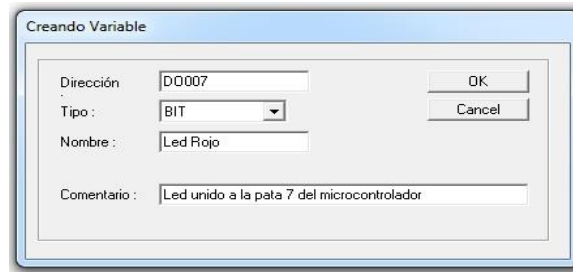 Creando Variable
Dirección : DO007 OK
Tipo : BIT Cancel
Nombre : Led Rojo
Comentario : Led unido a la pata 7 del microcontrolador